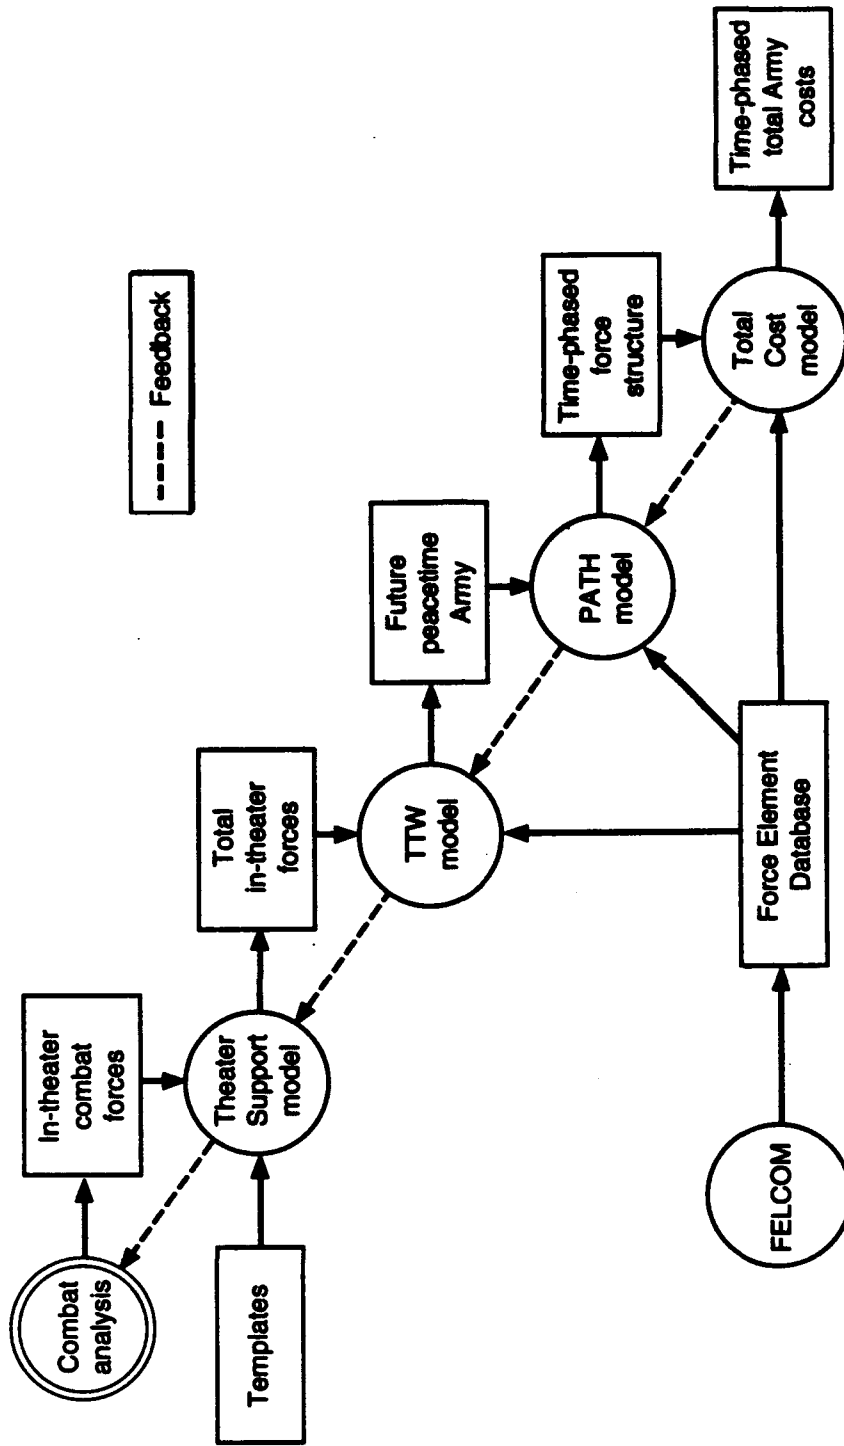 Combat
analysis
In-theater
combat
forces
---- Feedback
Templates
Theater
Support
model
Total
in-theater
forces
TTW
model
Future
peacetime
Army
PATH
model
Time-phased
force
structure
FELCOM
Force Element
Database
Total
Cost
model
Time-phased
total Army
costs